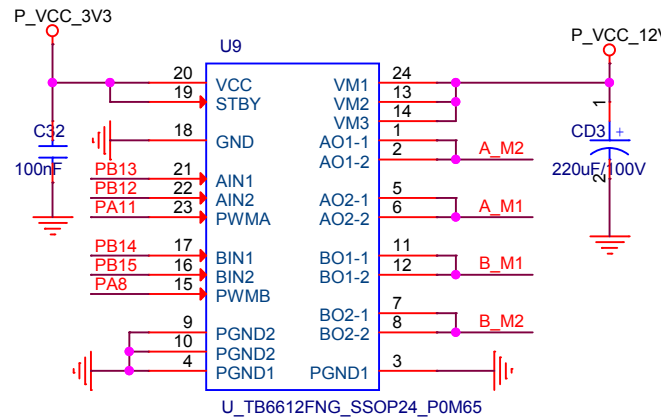 P_VCC_3V3
P_VCC_12V
U9
20 VCC VM1 24
19 STBY VM2 13
VM3 14
18 GND AO1-1 1
AO1-2 2 A_M2
C32
100nF
1
CD3 +
220uF/100V
2
PB13 21 AIN1
PB12 22 AIN2 AO2-1 5
PA11 23 PWMA AO2-2 6 A_M1
PB14 17 BIN1 BO1-1 11
PB15 16 BIN2 BO1-2 12 B_M1
PA8 15 PWMB
BO2-1 7
9 PGND2 BO2-2 8 B_M2
10 PGND2
4 PGND1 PGND1 3
U_TB6612FNG_SSOP24_P0M65